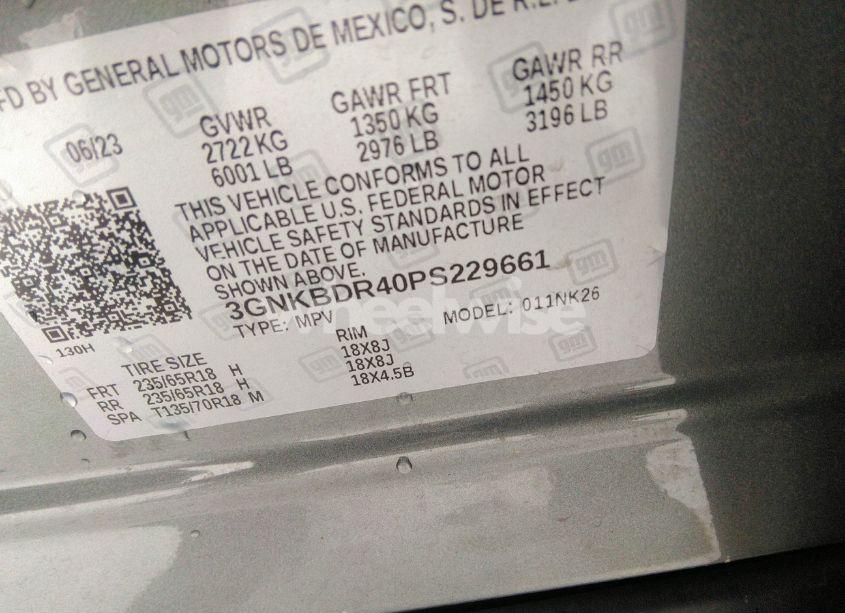 FD BY GENERAL MOTORS DE MEXICO, S. DE R.L.
06/23
GVWR
2722 KG
6001 LB
GAWR FRT
1350 KG
2976 LB
GAWR RR
1450 KG
3196 LB
THIS VEHICLE CONFORMS TO ALL
APPLICABLE U.S. FEDERAL MOTOR
VEHICLE SAFETY STANDARDS IN EFFECT
ON THE DATE OF MANUFACTURE
SHOWN ABOVE.
3GNKBDR40PS229661
TYPE: MPV MODEL: 011NK26
130H
TIRE SIZE RIM
FRT 235/65R18 H 18X8J
RR 235/65R18 H 18X8J
SPA T135/70R18 M 18X4.5B
gm
wheelwise